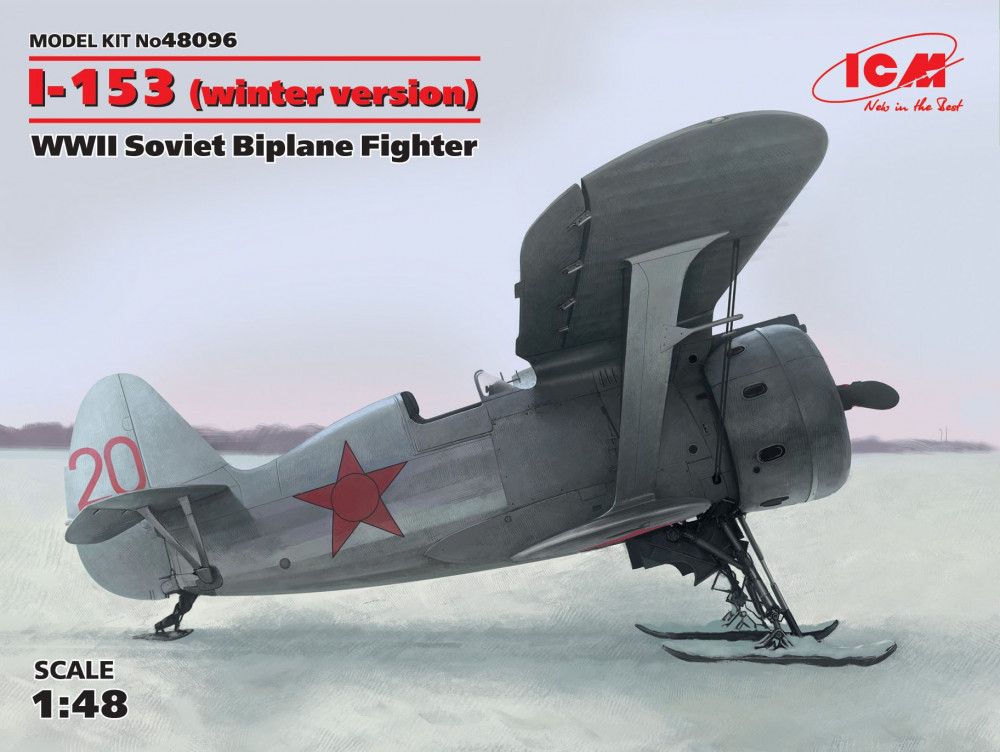 MODEL KIT No48096
I-153 (winter version)
WWII Soviet Biplane Fighter
ICM
New in the Best
20
SCALE
1:48